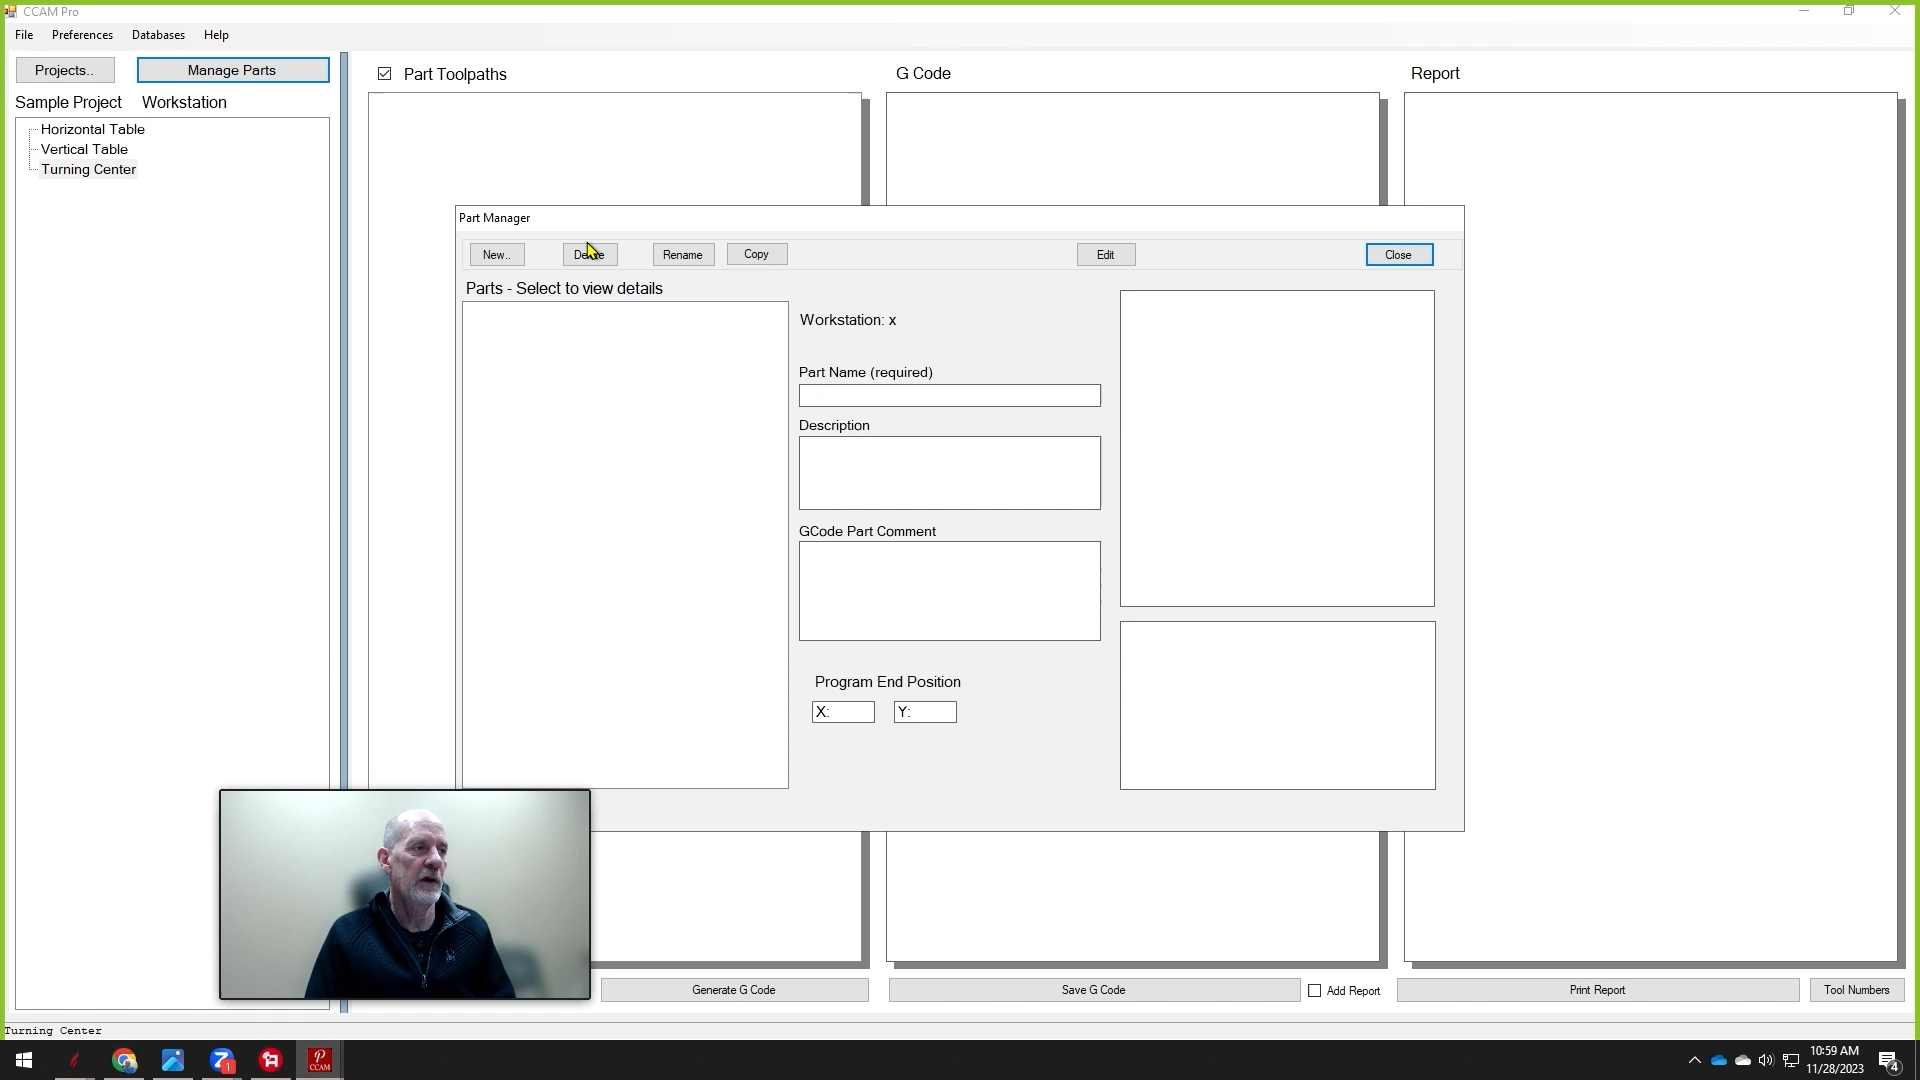 CCAM Pro
File Preferences Databases Help
Projects.. Manage Parts
Sample Project Workstation
Horizontal Table
Vertical Table
Turning Center
Part Toolpaths
G Code
Report
Part Manager
New.. Delete Rename Copy Edit Close
Parts - Select to view details
Workstation: x
Part Name (required)
Description
GCode Part Comment
Program End Position
X: Y:
Generate G Code Save G Code Add Report Print Report Tool Numbers
Turning Center
CCAM
1
10:59 AM
11/28/2023
4